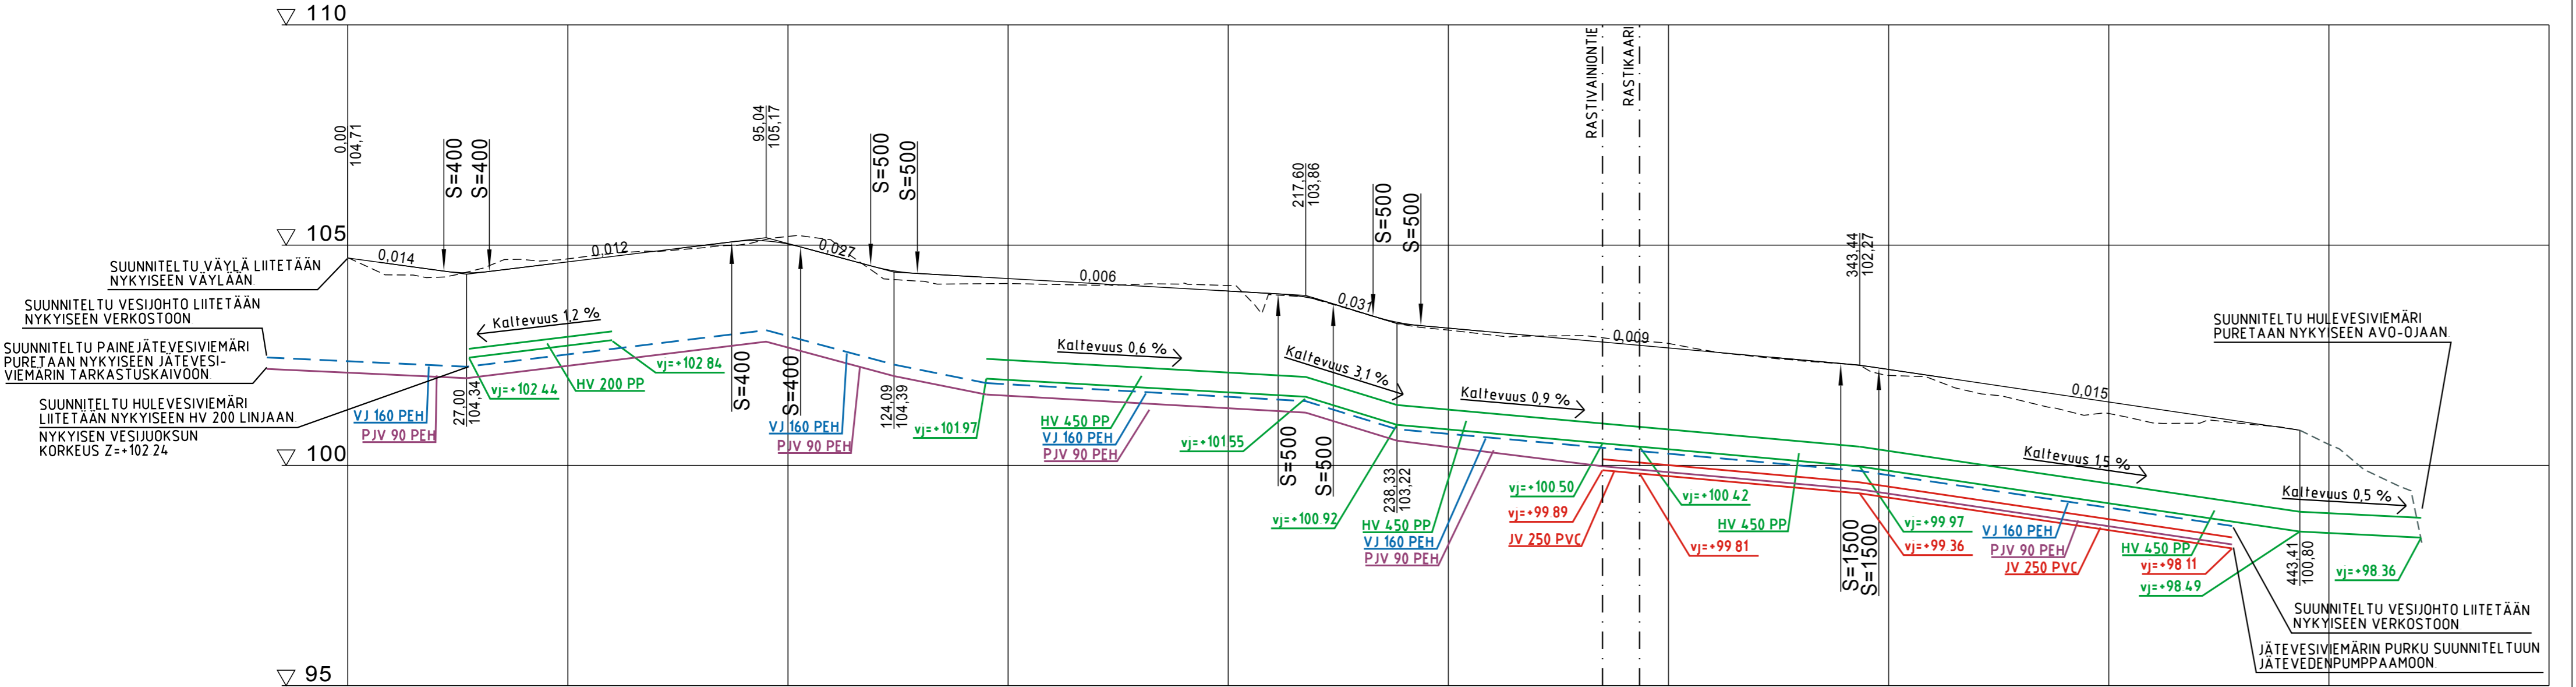 110
RASTIVAINIONTIE
RASTIKAARI
0,00
104,71
S=400
S=400
95,04
105,17
S=500
S=500
217,60
103,86
S=500
S=500
343,44
102,27
105
0,014
0,012
0,027
0,006
0,031
0,009
0,015
SUUNNITELTU VÄYLÄ LIITETÄÄN
NYKYISEEN VÄYLÄÄN
SUUNNITELTU VESIJOHTO LIITETÄÄN
NYKYISEEN VERKOSTOON
SUUNNITELTU PAINEJÄTEVESIVIEMÄRI
PURETAAN NYKYISEEN JÄTEVESI-
VIEMÄRIN TARKASTUSKAIVOON
SUUNNITELTU HULEVESIVIEMÄRI
LIITETÄÄN NYKYISEEN HV 200 LINJAAN
NYKYISEN VESIJUOKSUN
KORKEUS Z=+102 24
Kaltevuus 1,2 %
VJ 160 PEH
PJV 90 PEH
27,00
104,34
vj=+102 44
HV 200 PP
vj=+102 84
S=400
S=400
VJ 160 PEH
PJV 90 PEH
124,09
104,39
vj=+101 97
Kaltevuus 0,6 %
HV 450 PP
VJ 160 PEH
PJV 90 PEH
vj=+101 55
S=500
S=500
Kaltevuus 3,1 %
vj=+100 92
238,33
103,22
Kaltevuus 0,9 %
HV 450 PP
VJ 160 PEH
PJV 90 PEH
100
vj=+100 50
vj=+99 89
JV 250 PVC
vj=+100 42
vj=+99 81
HV 450 PP
S=1500
S=1500
vj=+99 97
vj=+99 36
Kaltevuus 1,5 %
VJ 160 PEH
PJV 90 PEH
JV 250 PVC
HV 450 PP
vj=+98 11
vj=+98 49
443,41
100,80
Kaltevuus 0,5 %
vj=+98 36
SUUNNITELTU HULEVESIVIEMÄRI
PURETAAN NYKYISEEN AVO-OJAAN
SUUNNITELTU VESIJOHTO LIITETÄÄN
NYKYISEEN VERKOSTOON
JÄTEVESIVIEMÄRIN PURKU SUUNNITELTUUN
JÄTEVEDENPUMPPAAMOON
95